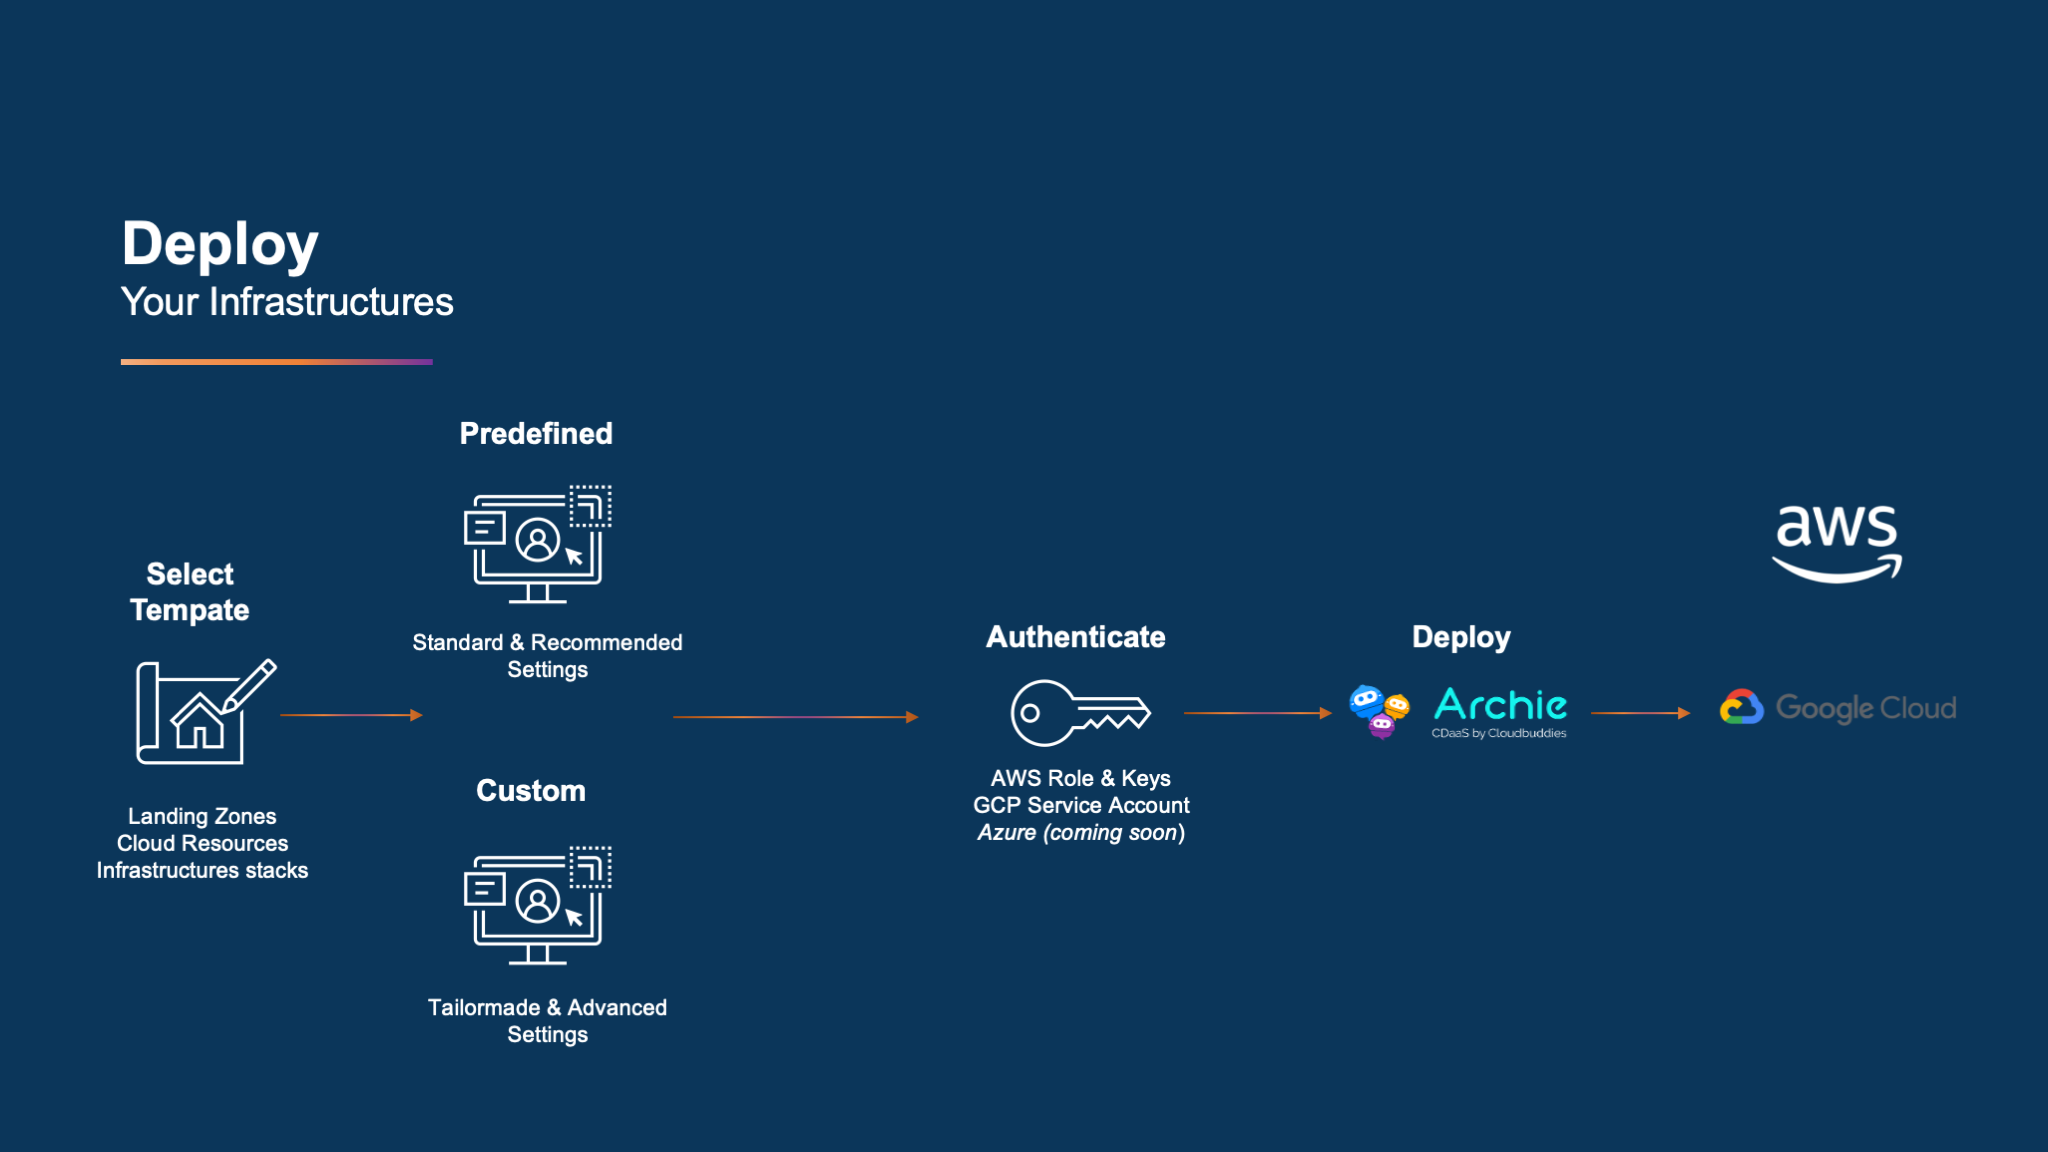 Deploy
Your Infrastructures
Select
Tempate
Landing Zones
Cloud Resources
Infrastructures stacks
Predefined
Standard & Recommended
Settings
Custom
Tailormade & Advanced
Settings
Authenticate
AWS Role & Keys
GCP Service Account
Azure (coming soon)
Deploy
Archie
CDaaS by Cloudbuddies
aws
Google Cloud